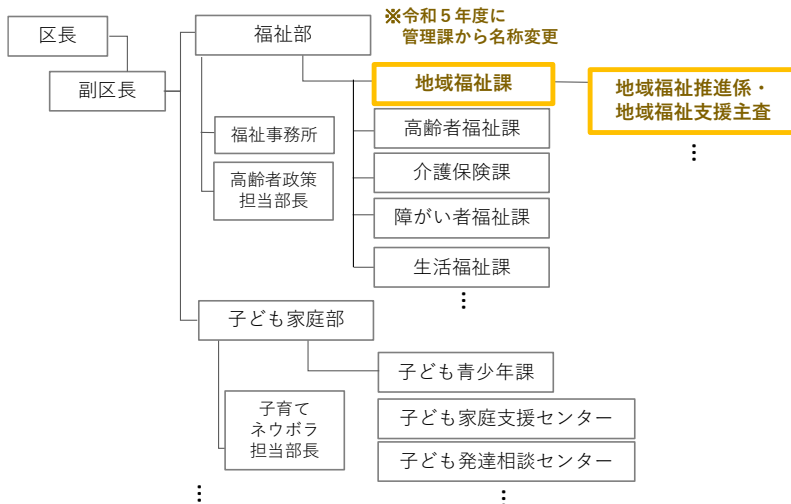 区長
副区長
福祉部
※令和５年度に
管理課から名称変更
地域福祉課
地域福祉推進係・
地域福祉支援主査
⋮
福祉事務所
高齢者政策
担当部長
高齢者福祉課
介護保険課
障がい者福祉課
生活福祉課
⋮
子ども家庭部
子ども青少年課
子育て
ネウボラ
担当部長
子ども家庭支援センター
子ども発達相談センター
⋮
⋮